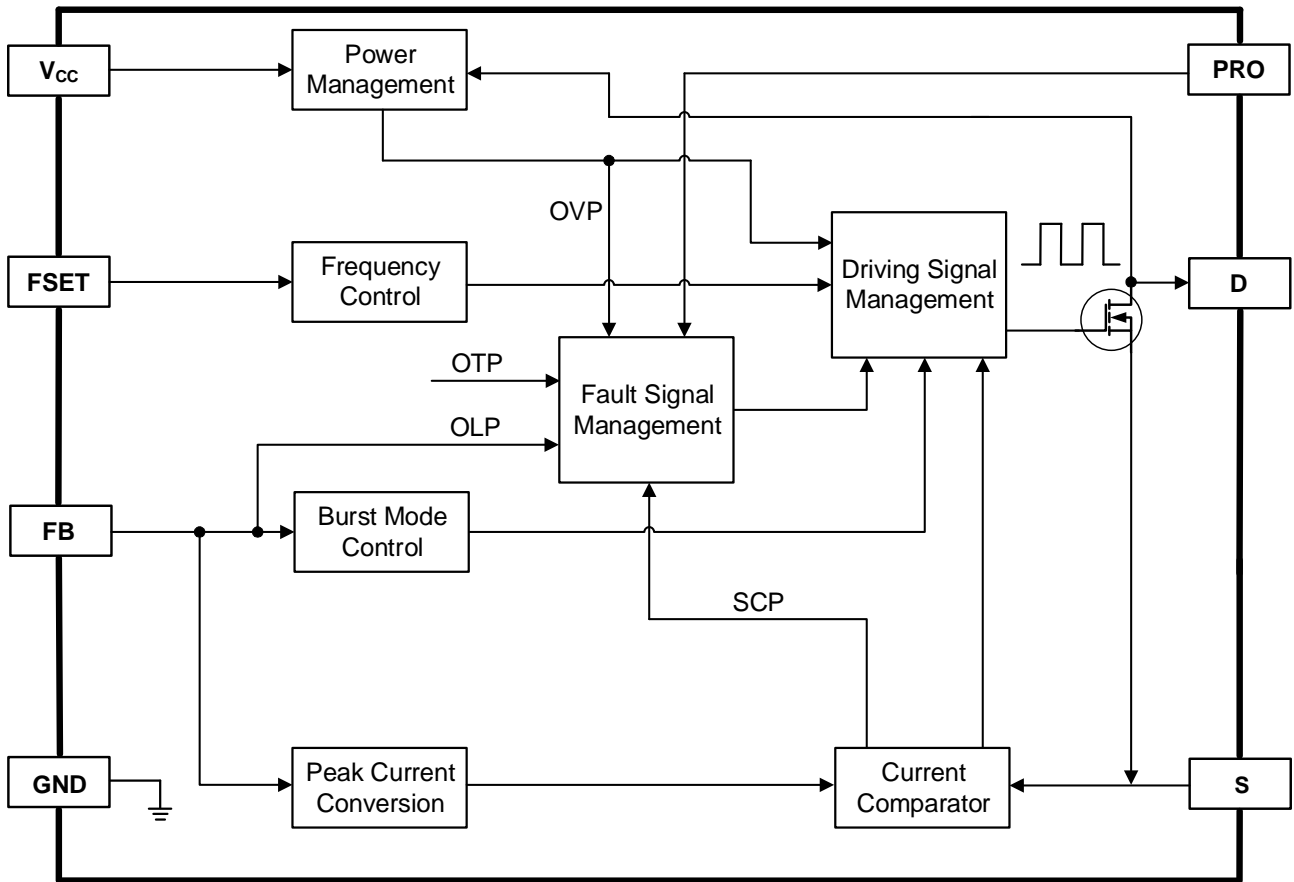 V_CC
Power
Management
PRO
OVP
FSET
Frequency
Control
Driving Signal
Management
D
OTP
Fault Signal
Management
OLP
FB
Burst Mode
Control
SCP
GND
Peak Current
Conversion
Current
Comparator
S